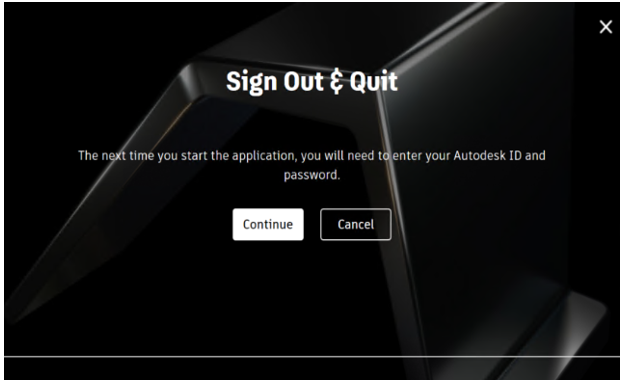 Sign Out & Quit
The next time you start the application, you will need to enter your Autodesk ID and
password.
Continue
Cancel